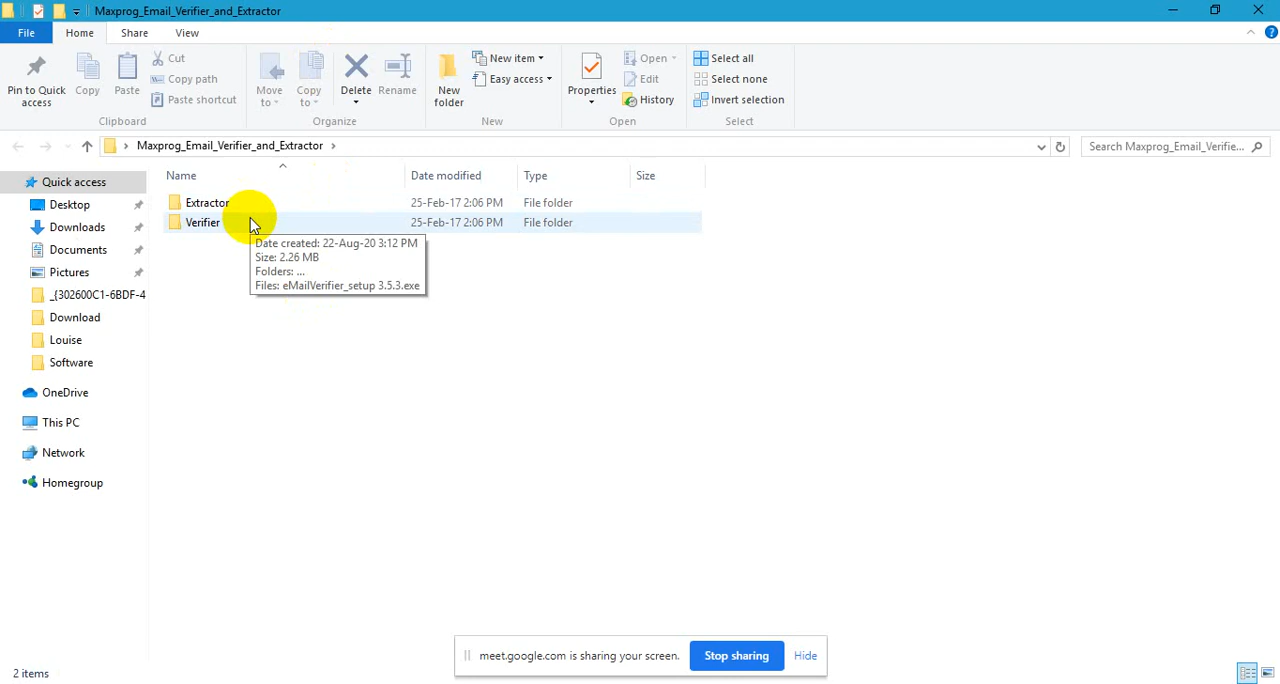 Maxprog_Email_Verifier_and_Extractor
File Home Share View
Pin to Quick access
Copy
Paste
Cut
Copy path
Paste shortcut
Clipboard
Move to
Copy to
Delete
Rename
Organize
New folder
New item
Easy access
New
Properties
Open
Edit
History
Open
Select all
Select none
Invert selection
Select
Maxprog_Email_Verifier_and_Extractor
Search Maxprog_Email_Verifie...
Name Date modified Type Size
Extractor 25-Feb-17 2:06 PM File folder
Verifier 25-Feb-17 2:06 PM File folder
Date created: 22-Aug-20 3:12 PM
Size: 2.26 MB
Folders: ...
Files: eMailVerifier_setup 3.5.3.exe
Quick access
Desktop
Downloads
Documents
Pictures
_{302600C1-6BDF-4
Download
Louise
Software
OneDrive
This PC
Network
Homegroup
meet.google.com is sharing your screen. Stop sharing Hide
2 items